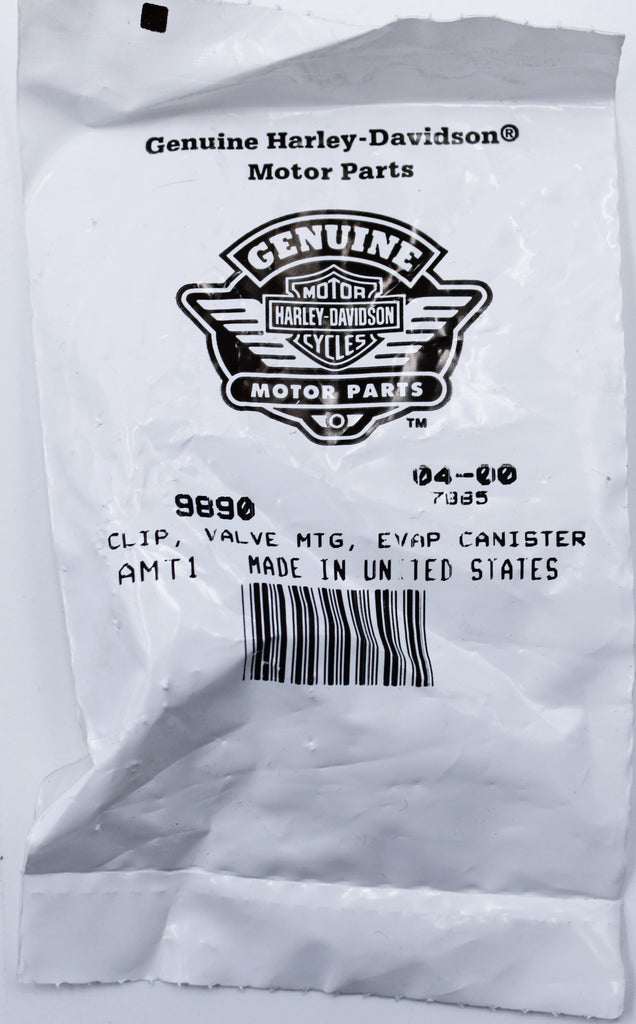 Genuine Harley-Davidson®
Motor Parts
GENUINE
MOTOR
HARLEY-DAVIDSON
CYCLES
MOTOR PARTS
TM
04-00
9890
CLIP, VALVE MTG, EVAP CANISTER
AMT1 MADE IN UNITED STATES